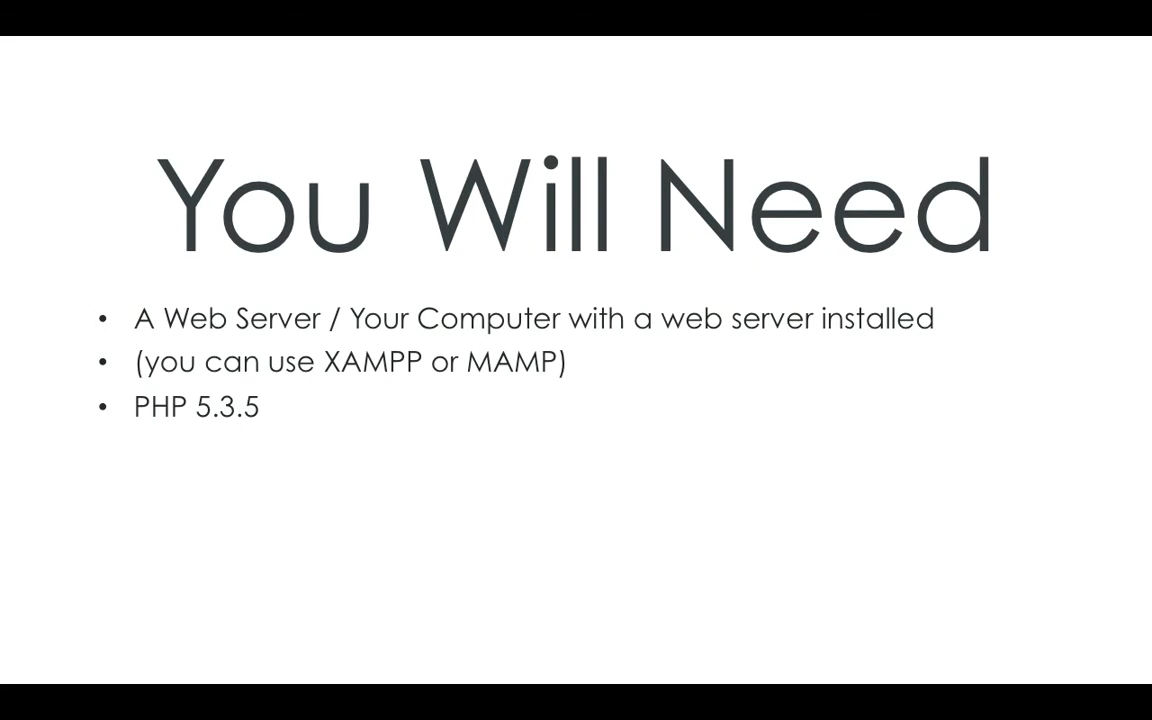 You Will Need
• A Web Server / Your Computer with a web server installed
• (you can use XAMPP or MAMP)
• PHP 5.3.5